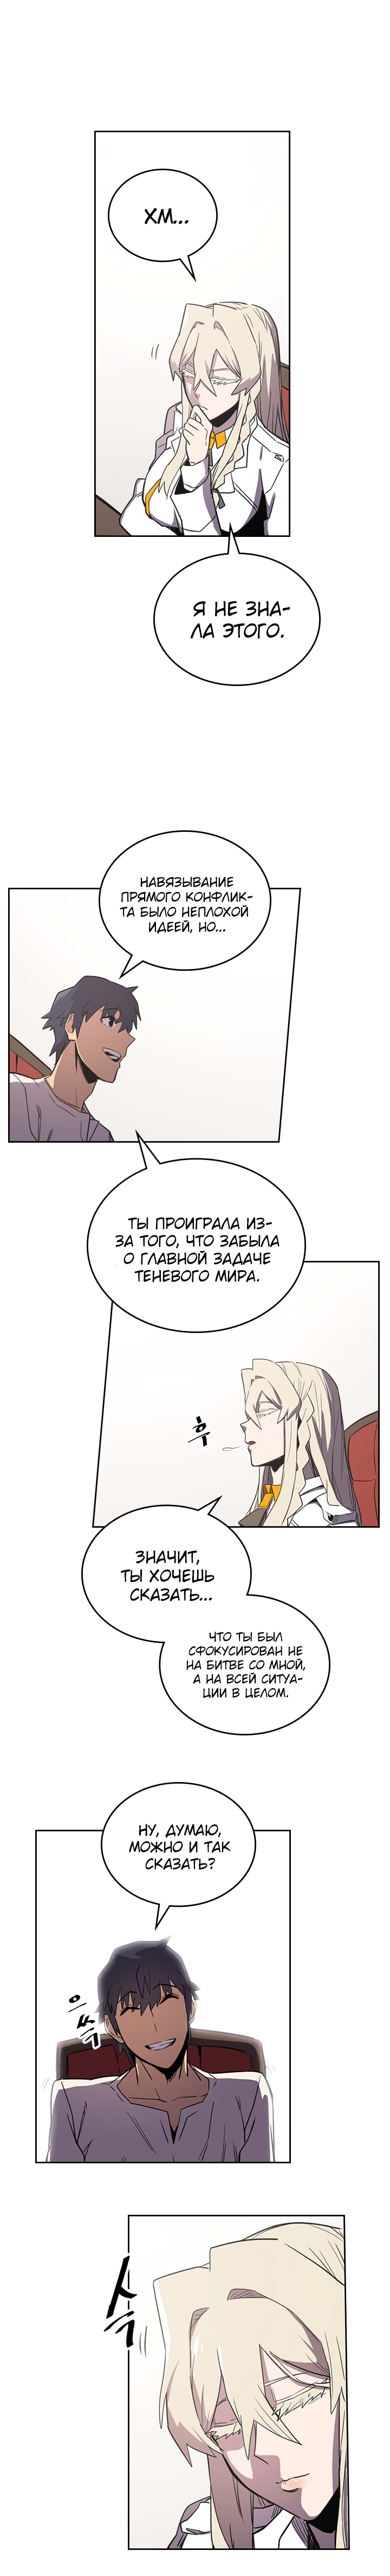 ХМ...
Я НЕ ЗНА-
ЛА ЭТОГО.
НАВЯЗЫВАНИЕ
ПРЯМОГО КОНФЛИК-
ТА БЫЛО НЕПЛОХОЙ
ИДЕЕЙ, НО...
ТЫ ПРОИГРАЛА ИЗ-
ЗА ТОГО, ЧТО ЗАБЫЛА
О ГЛАВНОЙ ЗАДАЧЕ
ТЕНЕВОГО МИРА.
후
ЗНАЧИТ,
ТЫ ХОЧЕШЬ
СКАЗАТЬ...
ЧТО ТЫ БЫЛ
СФОКУСИРОВАН НЕ
НА БИТВЕ СО МНОЙ,
А НА ВСЕЙ СИТУА-
ЦИИ В ЦЕЛОМ.
НУ, ДУМАЮ,
МОЖНО И ТАК
СКАЗАТЬ?
으쓱
스륵